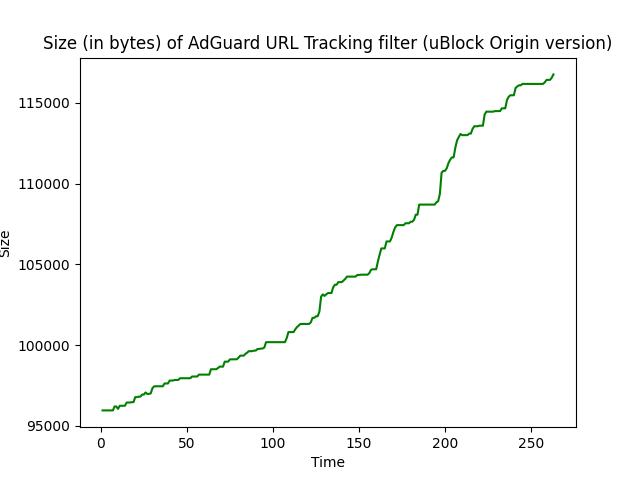 Size (in bytes) of AdGuard URL Tracking filter (uBlock Origin version)
115000
110000
105000
100000
95000
Size
0 50 100 150 200 250
Time